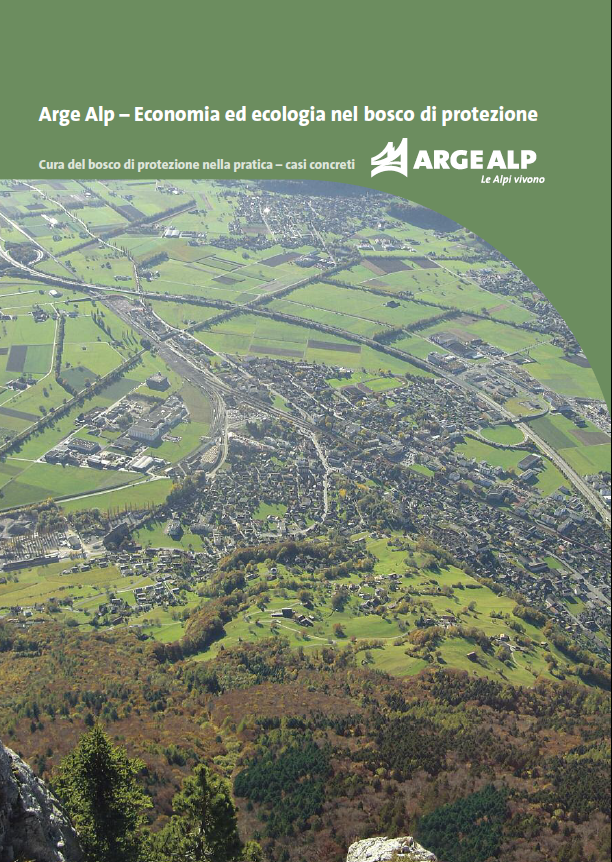 Arge Alp – Economia ed ecologia nel bosco di protezione
Cura del bosco di protezione nella pratica – casi concreti
ARGE ALP
Le Alpi vivono